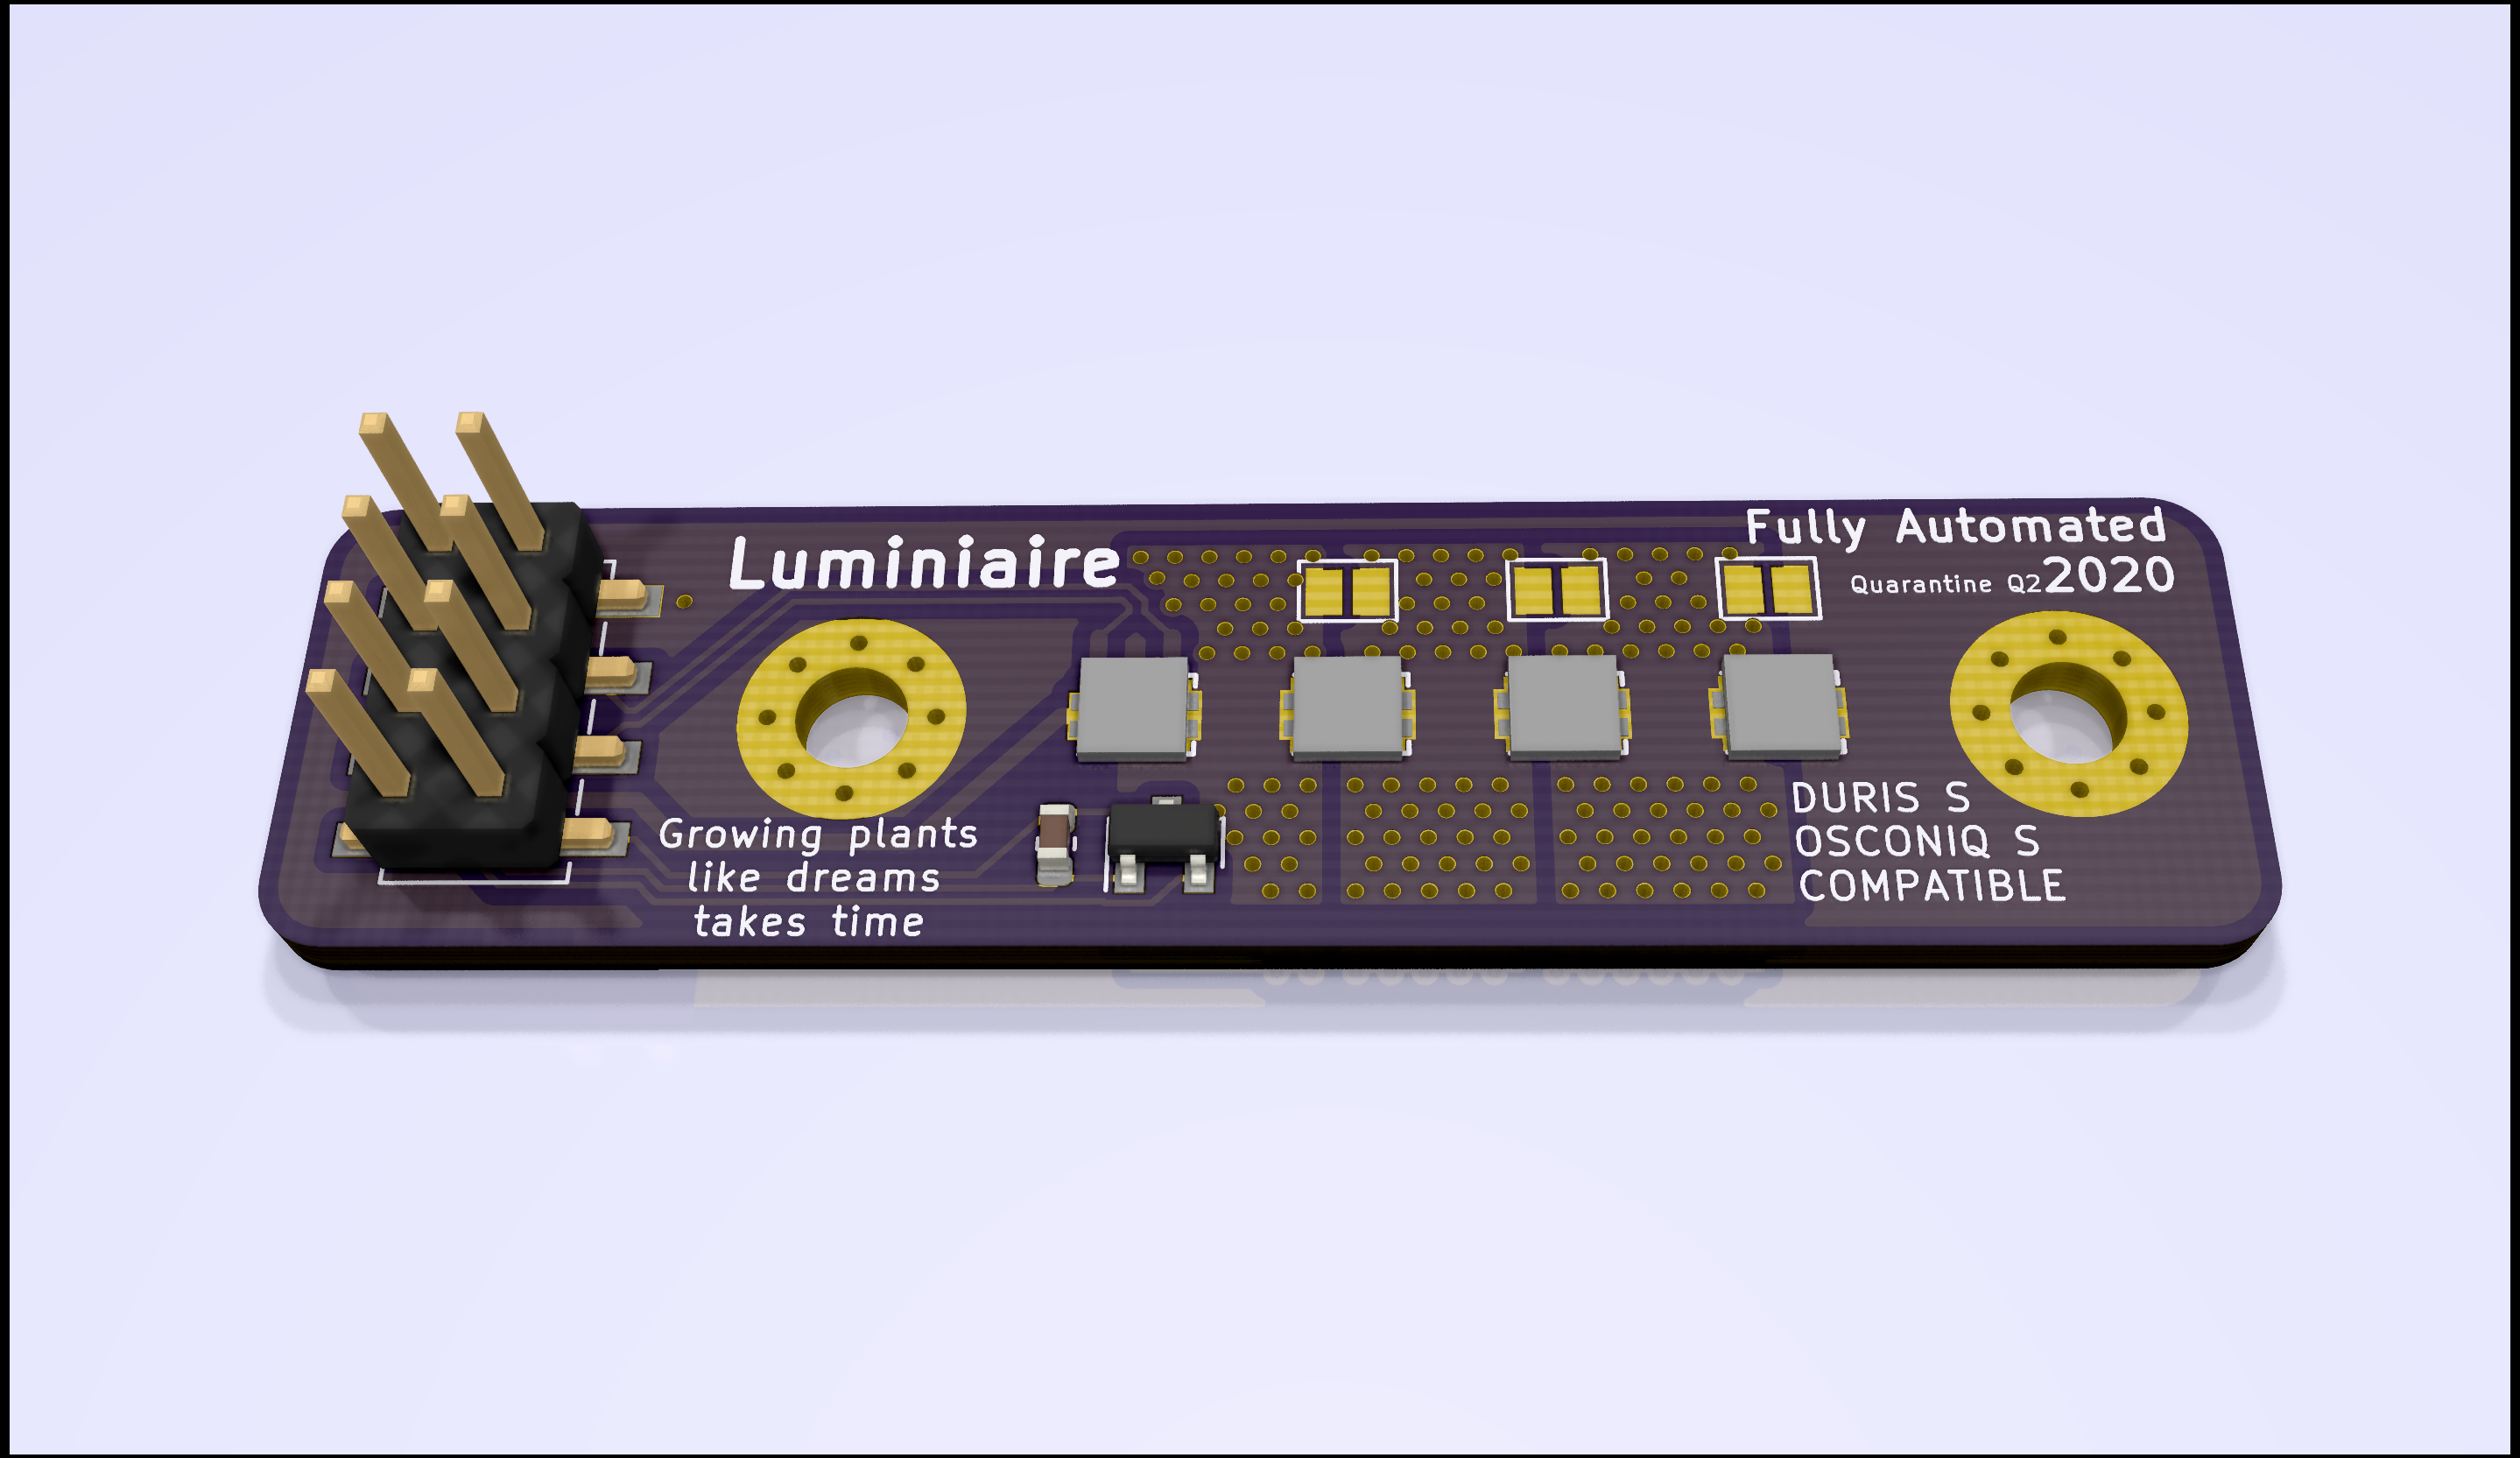 Luminiaire
Fully Automated
Quarantine Q2 2020
Growing plants
like dreams
takes time
DURIS S
OSCONIQ S
COMPATIBLE